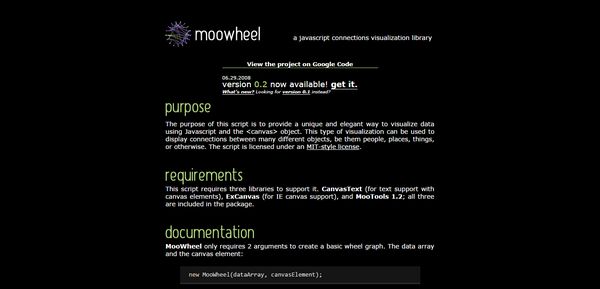 moowheel
a javascript connections visualization library
View the project on Google Code
06.29.2008
version 0.2 now available! get it.
What's new? Looking for version 0.1 instead?
purpose
The purpose of this script is to provide a unique and elegant way to visualize data
using Javascript and the <canvas> object. This type of visualization can be used to
display connections between many different objects, be them people, places, things,
or otherwise. The script is licensed under an MIT-style license.
requirements
This script requires three libraries to support it. CanvasText (for text support with
canvas elements), ExCanvas (for IE canvas support), and MooTools 1.2; all three
are included in the package.
documentation
MooWheel only requires 2 arguments to create a basic wheel graph. The data array
and the canvas element:
new MooWheel(dataArray, canvasElement);